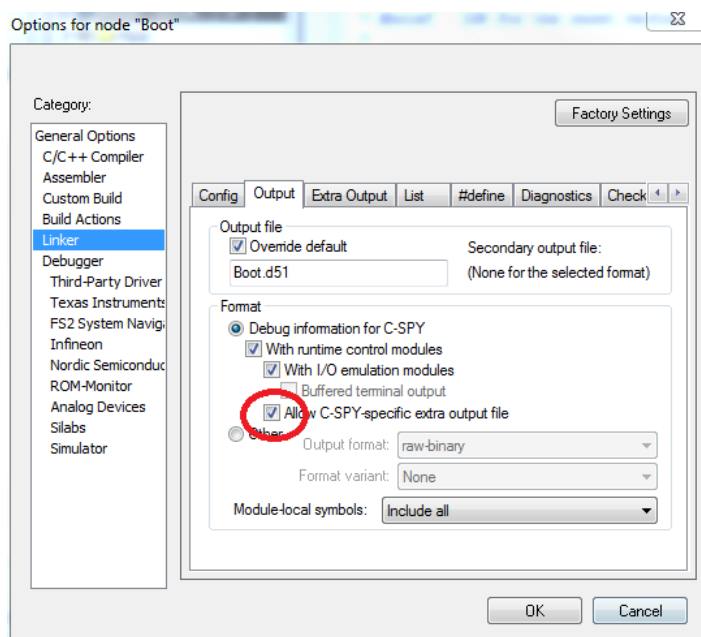 Options for node "Boot"
Category:
Factory Settings
General Options
C/C++ Compiler
Assembler
Custom Build
Build Actions
Linker
Debugger
Third-Party Driver
Texas Instruments
FS2 System Naviga
Infineon
Nordic Semiconduc
ROM-Monitor
Analog Devices
Silabs
Simulator
Config Output Extra Output List #define Diagnostics Check
Output file
Override default
Secondary output file:
Boot.d51
(None for the selected format)
Format
Debug information for C-SPY
With runtime control modules
With I/O emulation modules
Buffered terminal output
Allow C-SPY-specific extra output file
Other
Output format: raw-binary
Format variant: None
Module-local symbols: Include all
OK Cancel